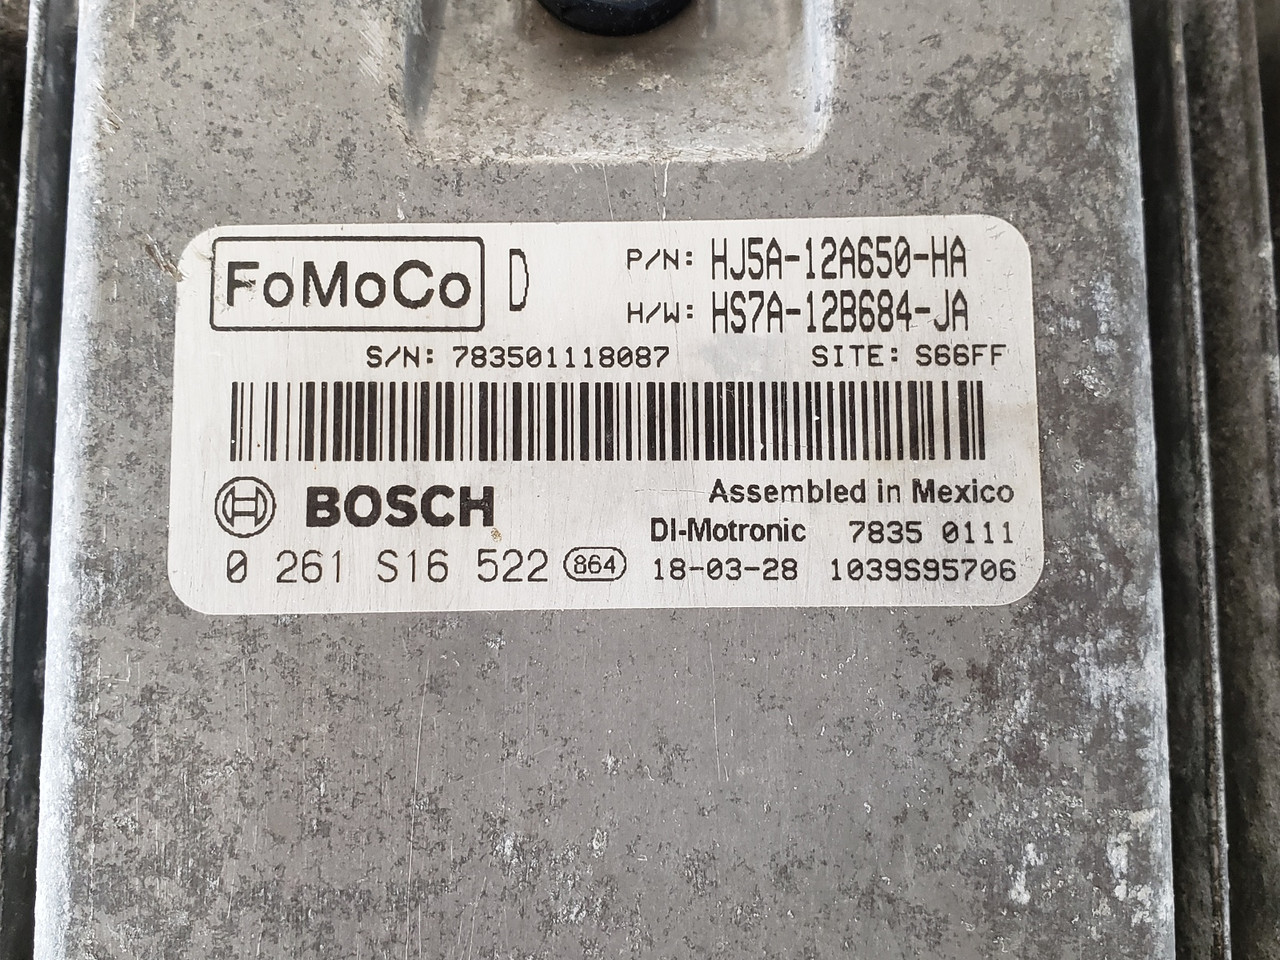 FoMoCo D P/N: HJ5A-12A650-HA
H/W: HS7A-12B684-JA
S/N: 783501118087 SITE: S66FF
BOSCH Assembled in Mexico
DI-Motronic 7835 0111
0 261 S16 522 864 18-03-28 1039S95706